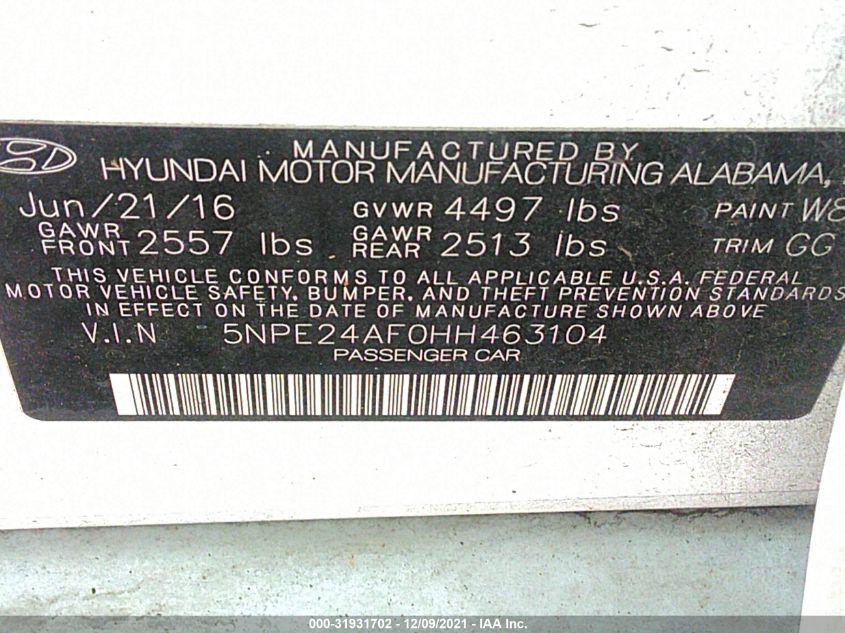 MANUFACTURED BY
HYUNDAI MOTOR MANUFACTURING ALABAMA,
Jun/21/16 GVWR 4497 lbs PAINT W8
GAWR FRONT 2557 lbs GAWR REAR 2513 lbs TRIM GG
THIS VEHICLE CONFORMS TO ALL APPLICABLE U.S.A. FEDERAL
MOTOR VEHICLE SAFETY, BUMPER, AND THEFT PREVENTION STANDARDS
IN EFFECT ON THE DATE OF MANUFACTURE SHOWN ABOVE
V.I.N 5NPE24AF0HH463104
PASSENGER CAR
000-31931702 - 12/09/2021 - IAA Inc.